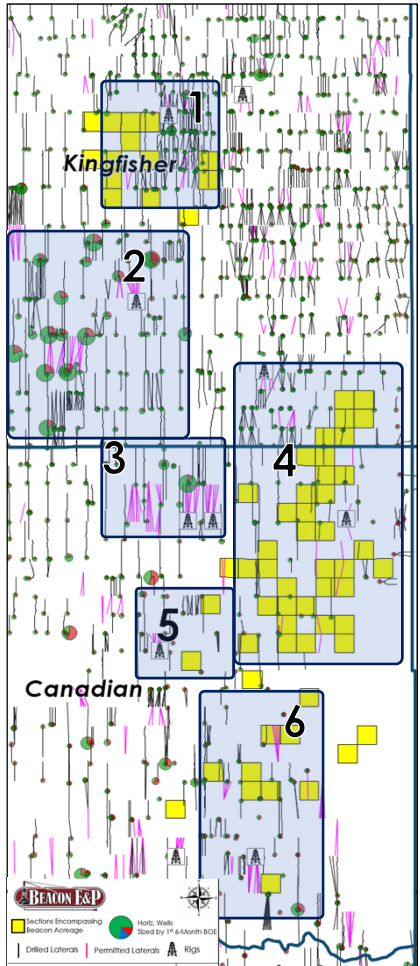 1
Kingfisher
2
3
4
5
Canadian
6
BEACON E&P
Sections Encompassing
Beacon Acreage
Horiz. Wells
Sized by 1st 6-Month BOE
Drilled Laterals
Permitted Laterals
Rigs